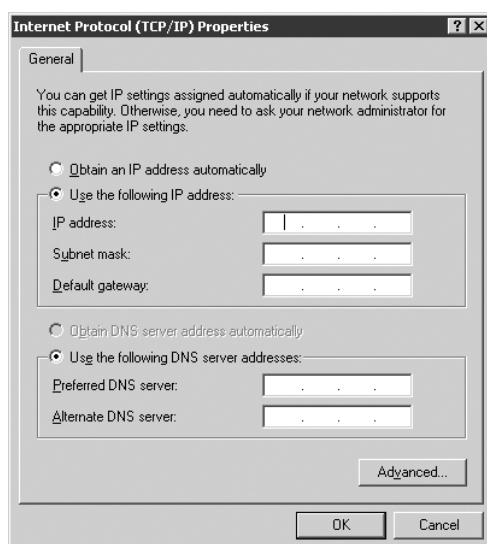 Internet Protocol (TCP/IP) Properties
General
You can get IP settings assigned automatically if your network supports
this capability. Otherwise, you need to ask your network administrator for
the appropriate IP settings.
Obtain an IP address automatically
Use the following IP address:
IP address:
Subnet mask:
Default gateway:
Obtain DNS server address automatically
Use the following DNS server addresses:
Preferred DNS server:
Alternate DNS server:
Advanced...
OK Cancel